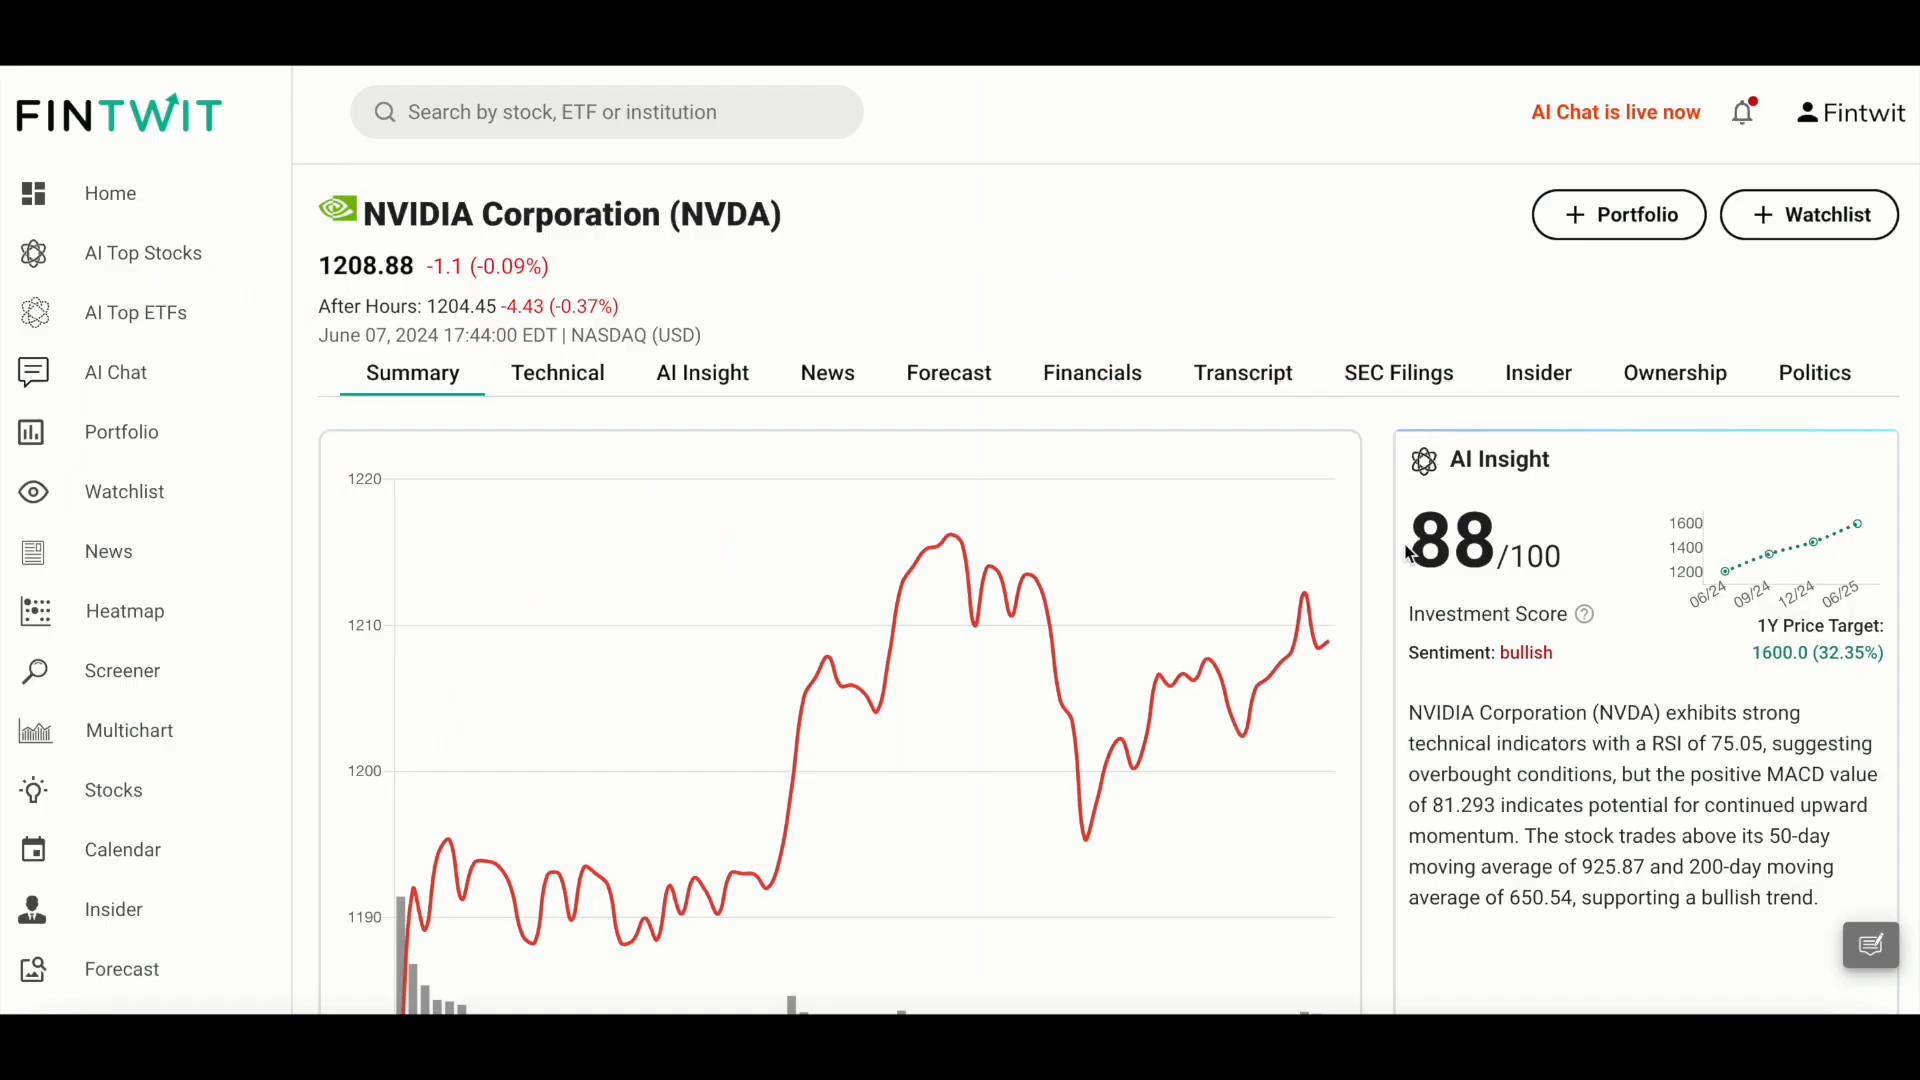 FINTWIT
Search by stock, ETF or institution
AI Chat is live now
Fintwit
Home
AI Top Stocks
AI Top ETFs
AI Chat
Portfolio
Watchlist
News
Heatmap
Screener
Multichart
Stocks
Calendar
Insider
Forecast
NVIDIA Corporation (NVDA)
+ Portfolio
+ Watchlist
1208.88 -1.1 (-0.09%)
After Hours: 1204.45 -4.43 (-0.37%)
June 07, 2024 17:44:00 EDT | NASDAQ (USD)
Summary Technical AI Insight News Forecast Financials Transcript SEC Filings Insider Ownership Politics
1220
1210
1200
1190
AI Insight
88/100
Investment Score ?
Sentiment: bullish
1600
1400
1200
06/24 09/24 12/24 06/25
1Y Price Target:
1600.0 (32.35%)
NVIDIA Corporation (NVDA) exhibits strong
technical indicators with a RSI of 75.05, suggesting
overbought conditions, but the positive MACD value
of 81.293 indicates potential for continued upward
momentum. The stock trades above its 50-day
moving average of 925.87 and 200-day moving
average of 650.54, supporting a bullish trend.